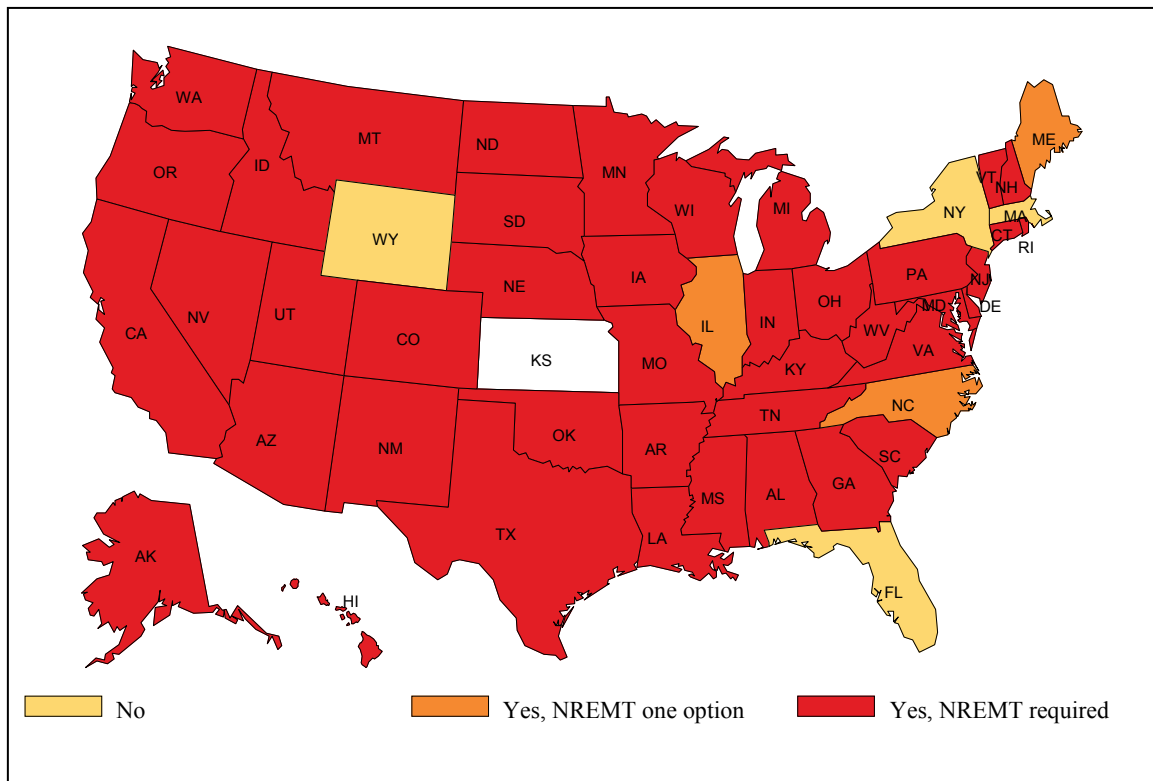 WA
MT
ND
MN
ME
OR
ID
SD
WI
MI
VT
NH
NY
MA
WY
CT
RI
IA
PA
NE
NJ
OH
MD
DE
IL
IN
WV
NV
UT
CO
CA
KS
MO
KY
VA
TN
NC
AZ
NM
OK
AR
SC
MS
AL
GA
TX
LA
AK
HI
FL
No
Yes, NREMT one option
Yes, NREMT required